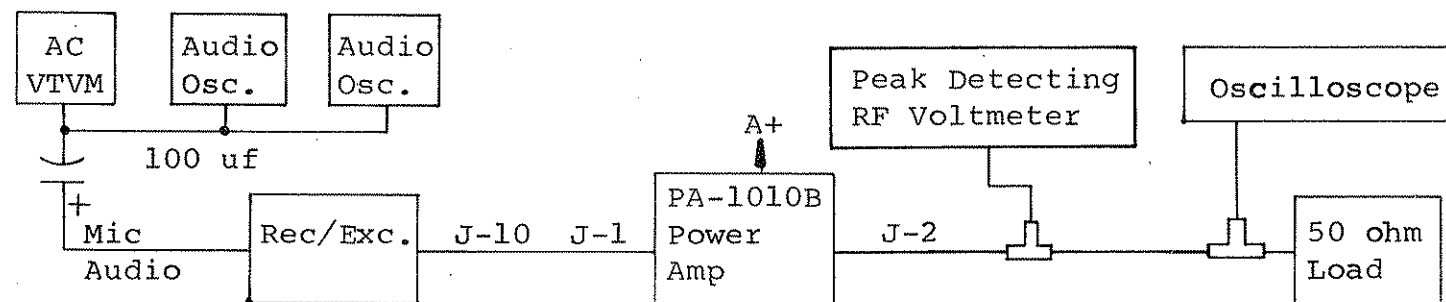 AC
VTVM
Audio
Osc.
Audio
Osc.
100 uf
+
Mic
Audio
Rec/Exc.
J-10
J-1
A+
PA-1010B
Power
Amp
J-2
Peak Detecting
RF Voltmeter
Oscilloscope
50 ohm
Load